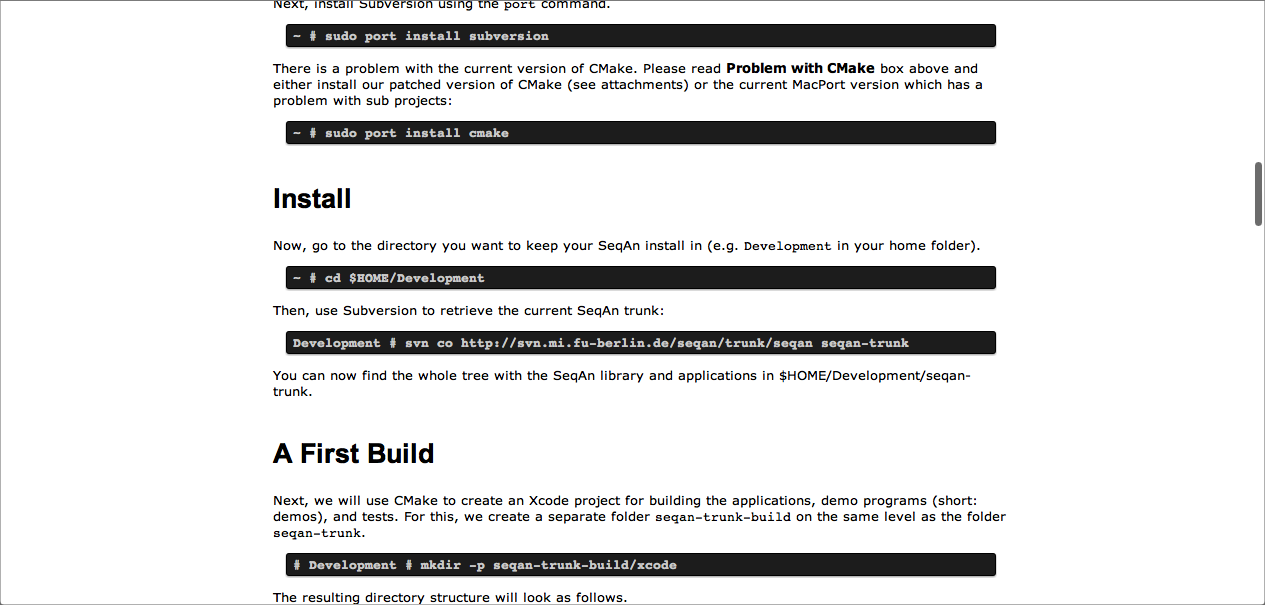 Next, install Subversion using the port command.
~ # sudo port install subversion
There is a problem with the current version of CMake. Please read Problem with CMake box above and
either install our patched version of CMake (see attachments) or the current MacPort version which has a
problem with sub projects:
~ # sudo port install cmake
Install
Now, go to the directory you want to keep your SeqAn install in (e.g. Development in your home folder).
~ # cd $HOME/Development
Then, use Subversion to retrieve the current SeqAn trunk:
Development # svn co http://svn.mi.fu-berlin.de/seqan/trunk/seqan seqan-trunk
You can now find the whole tree with the SeqAn library and applications in $HOME/Development/seqan-
trunk.
A First Build
Next, we will use CMake to create an Xcode project for building the applications, demo programs (short:
demos), and tests. For this, we create a separate folder seqan-trunk-build on the same level as the folder
seqan-trunk.
# Development # mkdir -p seqan-trunk-build/xcode
The resulting directory structure will look as follows.